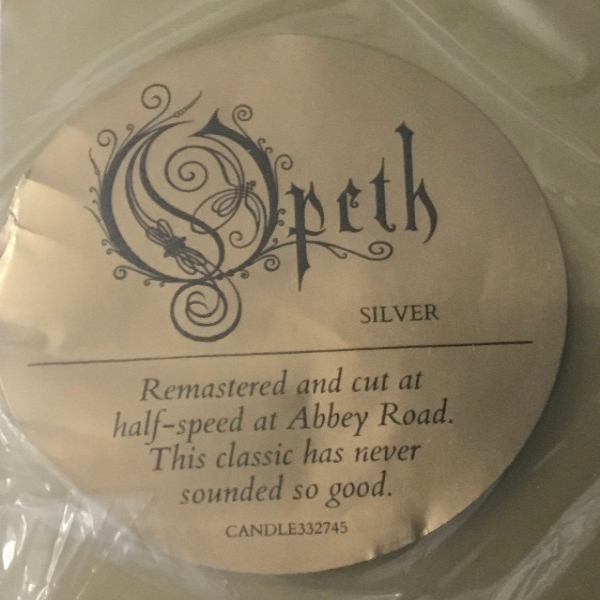 Opeth
SILVER
Remastered and cut at
half-speed at Abbey Road.
This classic has never
sounded so good.
CANDLE332745